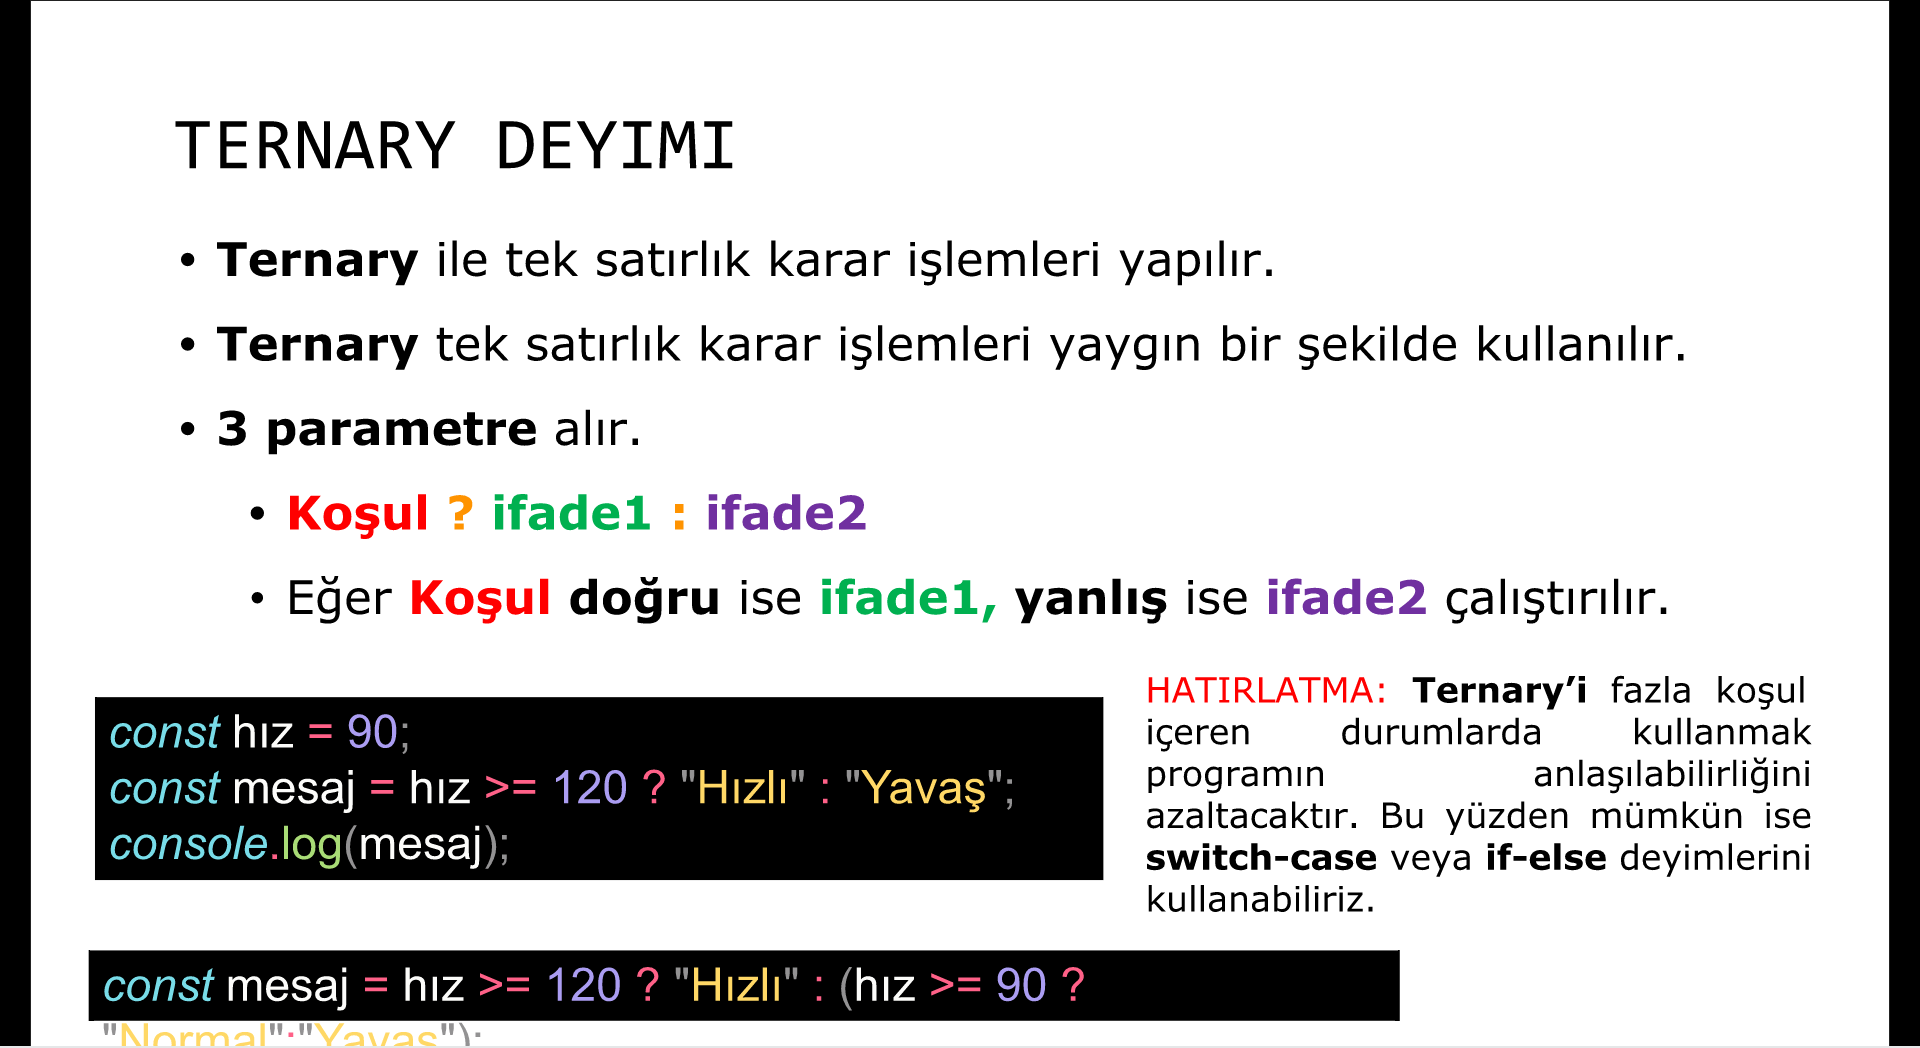 TERNARY DEYIMI
• Ternary ile tek satırlık karar işlemleri yapılır.
• Ternary tek satırlık karar işlemleri yaygın bir şekilde kullanılır.
• 3 parametre alır.
• Koşul ? ifade1 : ifade2
• Eğer Koşul doğru ise ifade1, yanlış ise ifade2 çalıştırılır.
const hız = 90;
const mesaj = hız >= 120 ? "Hızlı" : "Yavaş";
console.log(mesaj);
HATIRLATMA: Ternary’i fazla koşul
içeren durumlarda kullanmak
programın anlaşılabilirliğini
azaltacaktır. Bu yüzden mümkün ise
switch-case veya if-else deyimlerini
kullanabiliriz.
const mesaj = hız >= 120 ? "Hızlı" : (hız >= 90 ?
"Normal":"Yavaş");